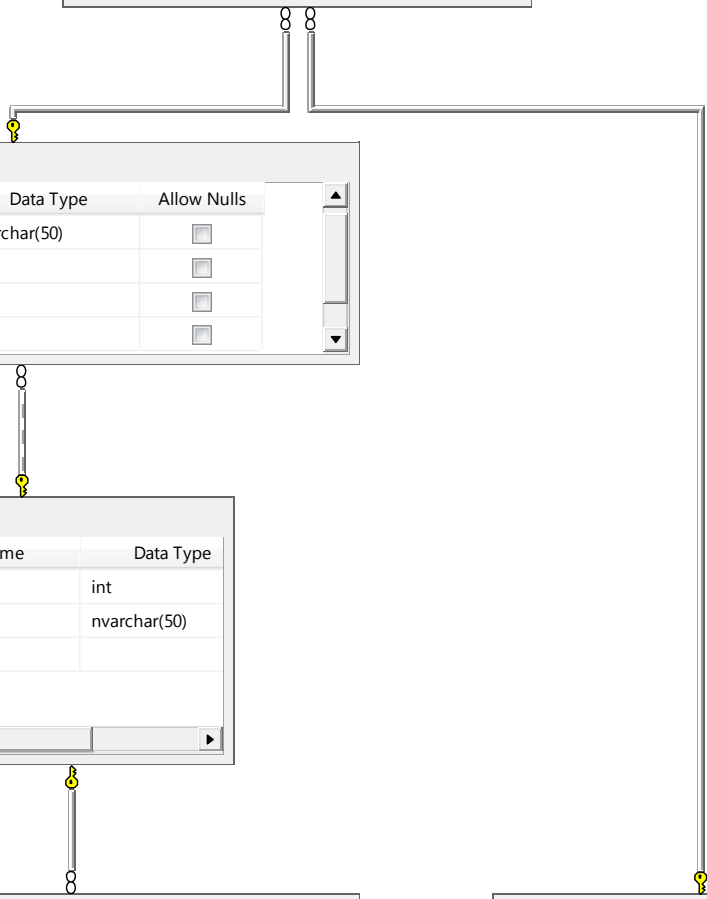 Data Type Allow Nulls
rchar(50)
me Data Type
int
nvarchar(50)